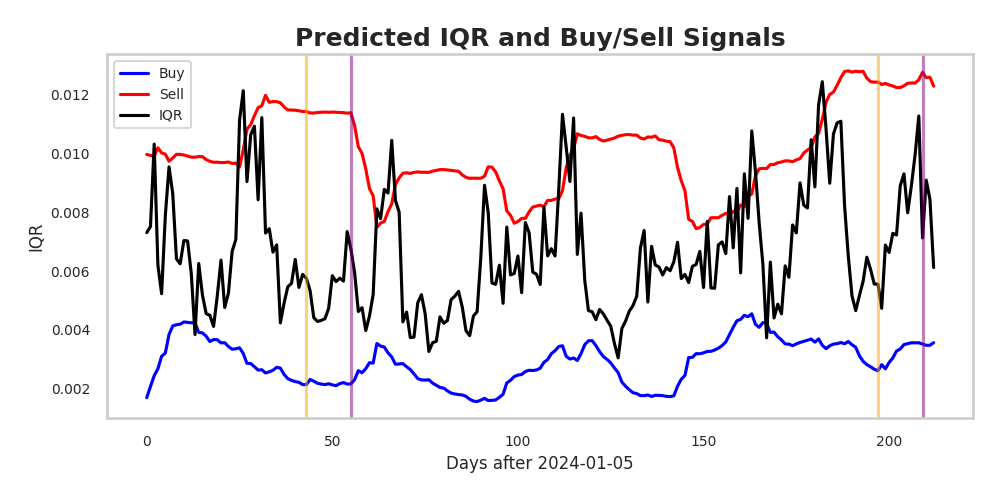 Predicted IQR and Buy/Sell Signals
Buy
Sell
IQR
0.012
0.010
0.008
0.006
0.004
0.002
IQR
0
50
100
150
200
Days after 2024-01-05